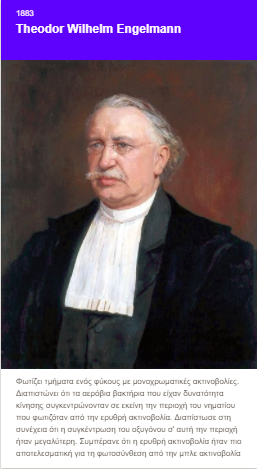 1883
Theodor Wilhelm Engelmann
Φωτίζει τμήματα ενός φύκους με μονοχρωματικές ακτινοβολίες.
Διαπιστώνει ότι τα αερόβια βακτήρια που είχαν δυνατότητα
κίνησης συγκεντρώνονταν σε εκείνη την περιοχή του νηματίου
που φωτιζόταν από την ερυθρή ακτινοβολία. Διαπίστωσε στη
συνέχεια ότι η συγκέντρωση του οξυγόνου σ' αυτή την περιοχή
ήταν μεγαλύτερη. Συμπέρανε ότι η ερυθρή ακτινοβολία ήταν πιο
αποτελεσματική για τη φωτοσύνθεση από την μπλε ακτινοβολία